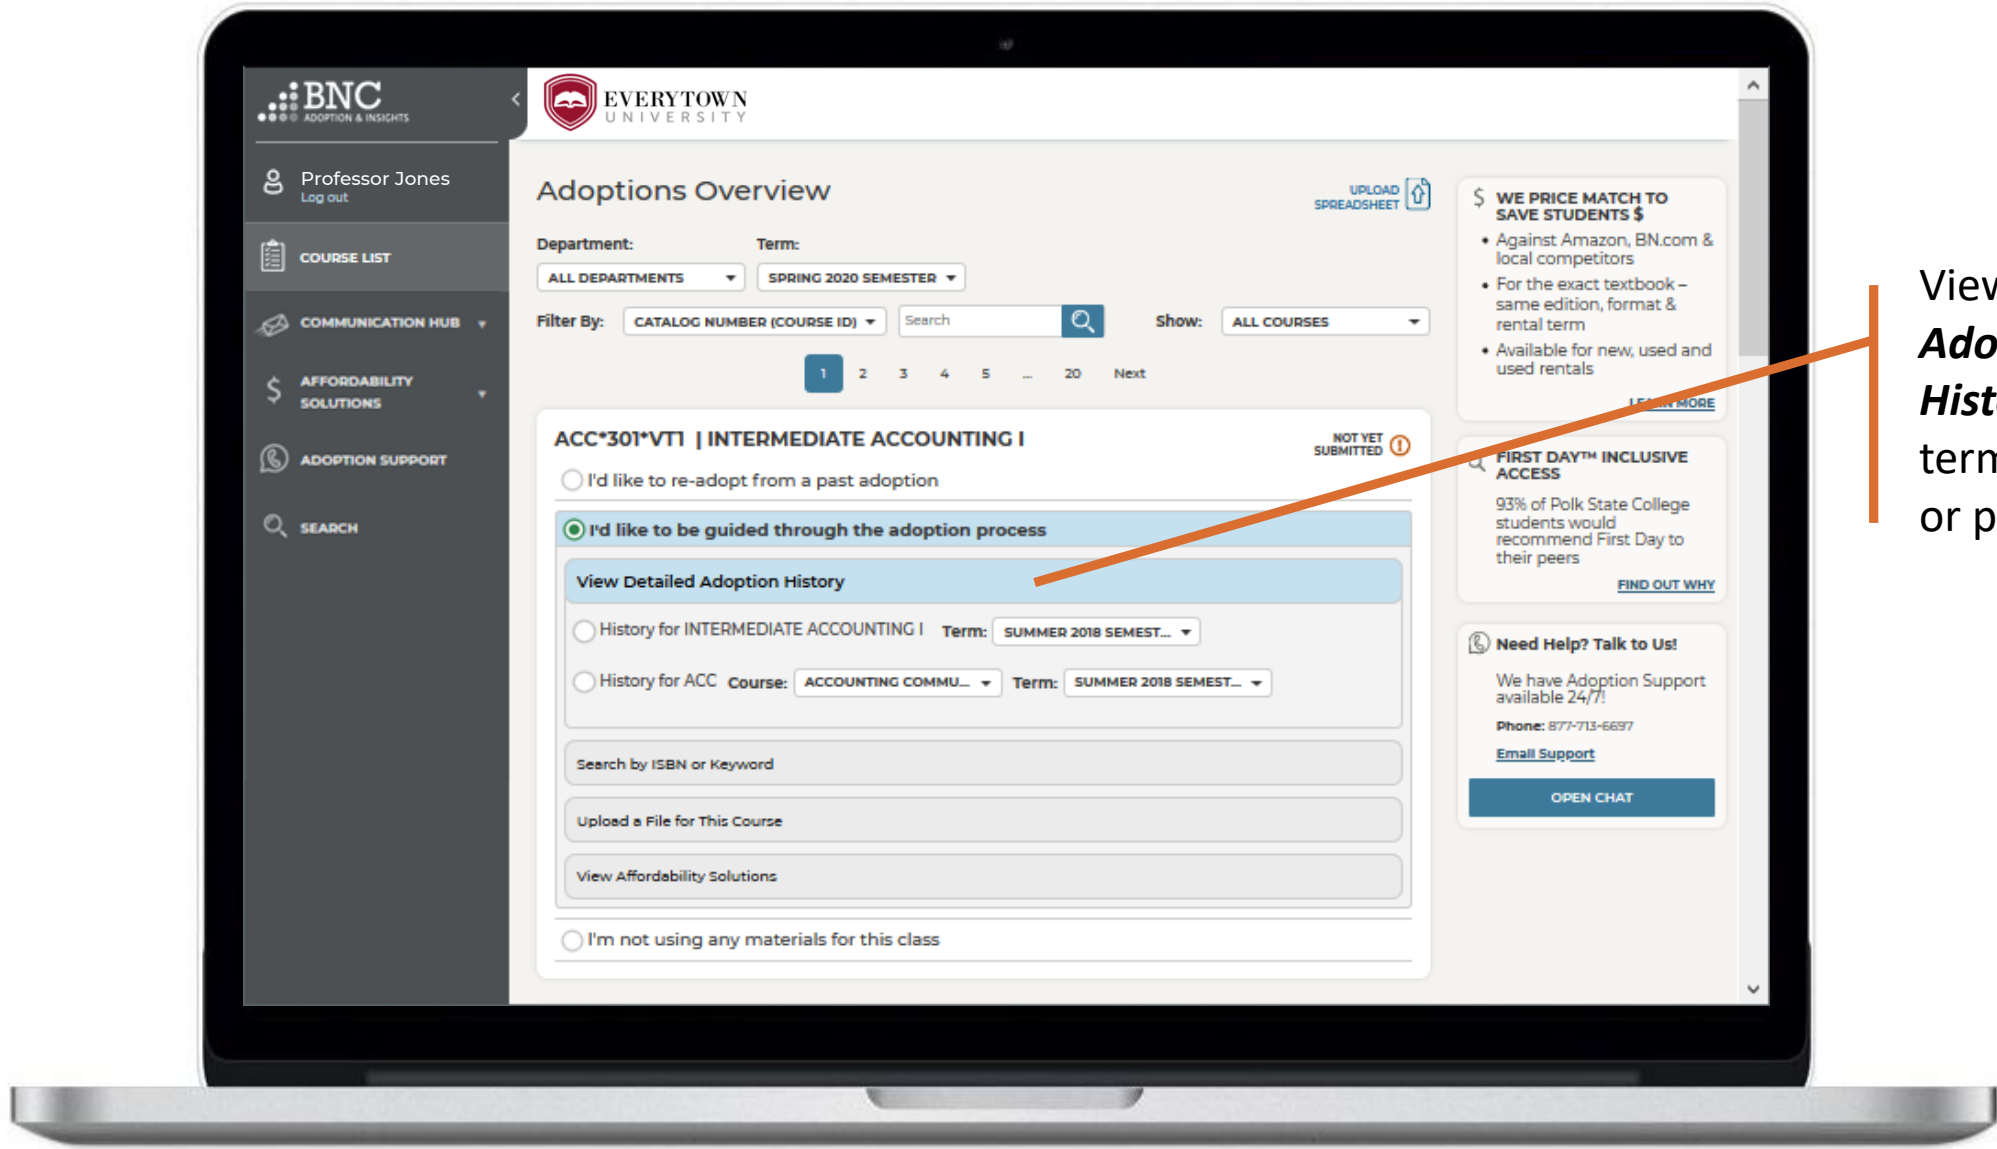 BNC
ADOPTION & INSIGHTS
EVERYTOWN
UNIVERSITY
Professor Jones
Log out
COURSE LIST
COMMUNICATION HUB
AFFORDABILITY
SOLUTIONS
ADOPTION SUPPORT
SEARCH
Adoptions Overview
UPLOAD
SPREADSHEET
Department: Term:
ALL DEPARTMENTS SPRING 2020 SEMESTER
Filter By: CATALOG NUMBER (COURSE ID) Search Show: ALL COURSES
1 2 3 4 5 ... 20 Next
ACC*301*VT1 | INTERMEDIATE ACCOUNTING I
NOT YET
SUBMITTED
I'd like to re-adopt from a past adoption
I'd like to be guided through the adoption process
View Detailed Adoption History
History for INTERMEDIATE ACCOUNTING I Term: SUMMER 2018 SEMEST...
History for ACC Course: ACCOUNTING COMMU... Term: SUMMER 2018 SEMEST...
Search by ISBN or Keyword
Upload a File for This Course
View Affordability Solutions
I'm not using any materials for this class
$ WE PRICE MATCH TO
SAVE STUDENTS $
• Against Amazon, BN.com &
local competitors
• For the exact textbook –
same edition, format &
rental term
• Available for new, used and
used rentals
LEARN MORE
FIRST DAY™ INCLUSIVE
ACCESS
93% of Polk State College
students would
recommend First Day to
their peers
FIND OUT WHY
Need Help? Talk to Us!
We have Adoption Support
available 24/7!
Phone: 877-713-6697
Email Support
OPEN CHAT
View
Ado
Hist
term
or p